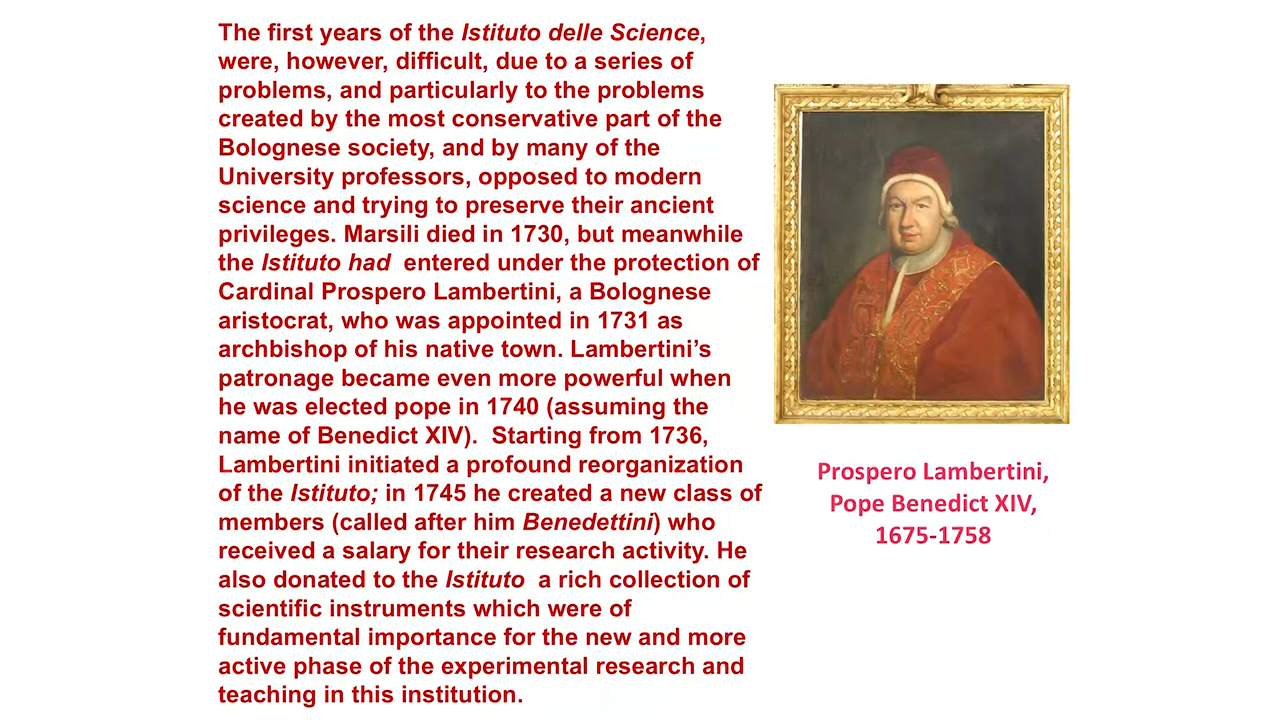 The first years of the Istituto delle Science,
were, however, difficult, due to a series of
problems, and particularly to the problems
created by the most conservative part of the
Bolognese society, and by many of the
University professors, opposed to modern
science and trying to preserve their ancient
privileges. Marsili died in 1730, but meanwhile
the Istituto had  entered under the protection of
Cardinal Prospero Lambertini, a Bolognese
aristocrat, who was appointed in 1731 as
archbishop of his native town. Lambertini’s
patronage became even more powerful when
he was elected pope in 1740 (assuming the
name of Benedict XIV).  Starting from 1736,
Lambertini initiated a profound reorganization
of the Istituto; in 1745 he created a new class of
members (called after him Benedettini) who
received a salary for their research activity. He
also donated to the Istituto  a rich collection of
scientific instruments which were of
fundamental importance for the new and more
active phase of the experimental research and
teaching in this institution.
Prospero Lambertini,
Pope Benedict XIV,
1675-1758